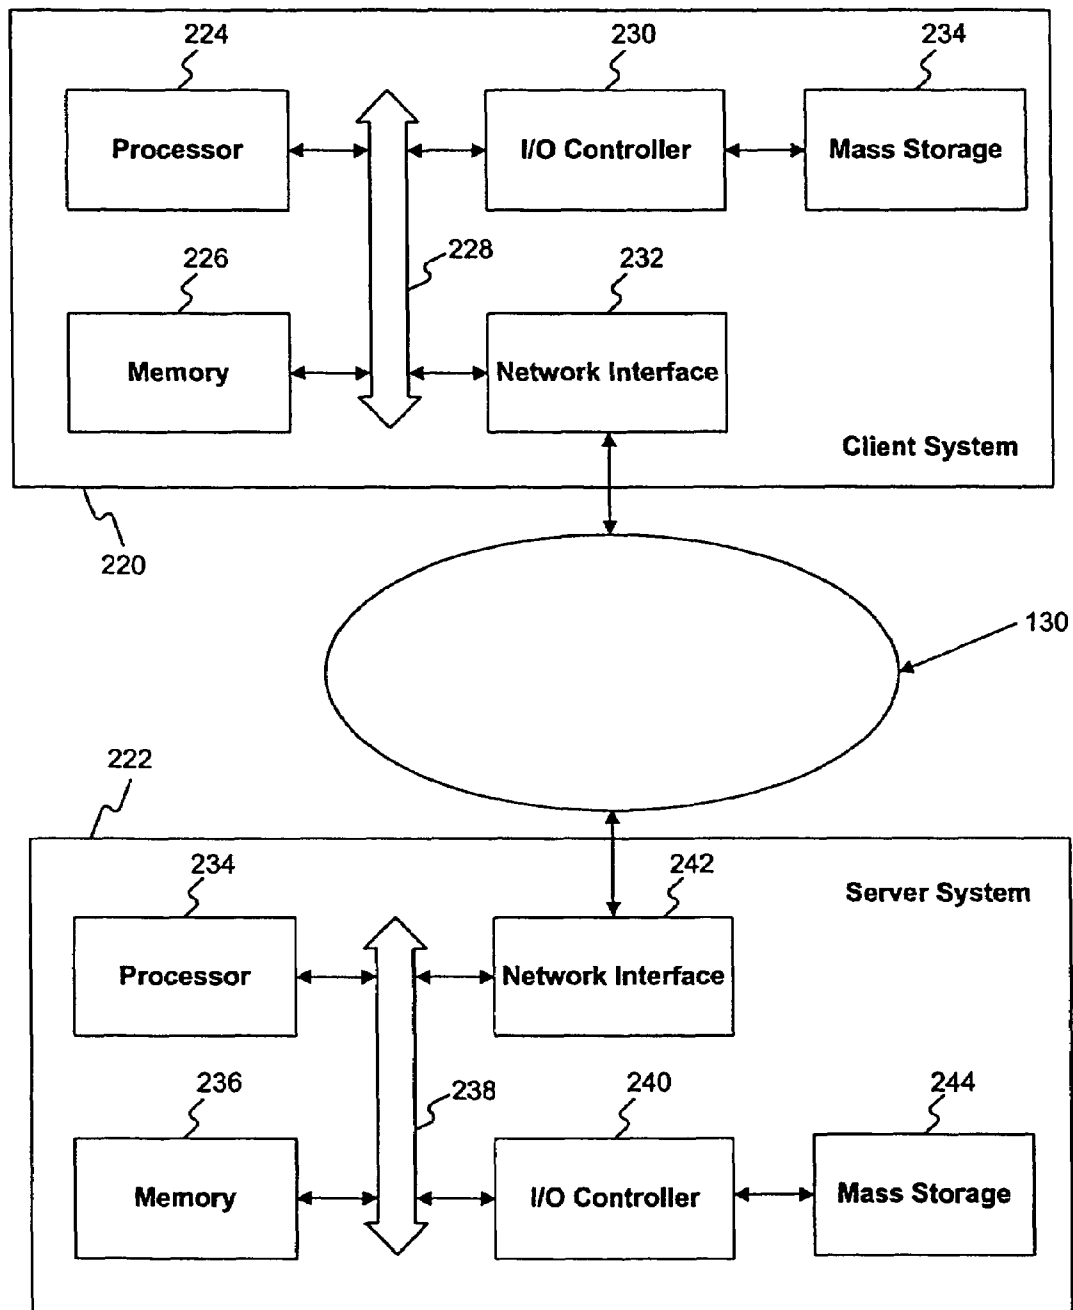 224
230
234
Processor
I/O Controller
Mass Storage
226
228
232
Memory
Network Interface
Client System
220
130
222
234
242
Server System
Processor
Network Interface
236
238
240
244
Memory
I/O Controller
Mass Storage